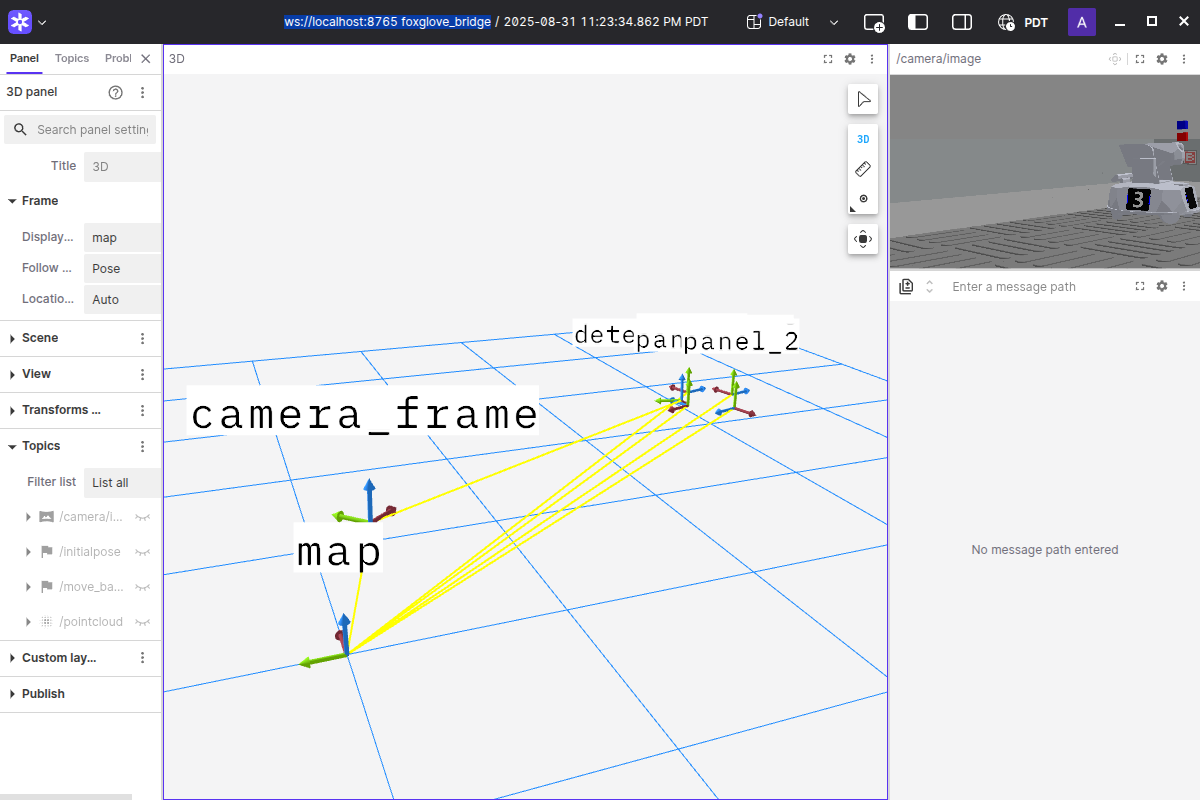 ws://localhost:8765 foxglove_bridge / 2025-08-31 11:23:34.862 PM PDT
Default
PDT
A
Panel
Topics
Probl
3D panel
Search panel setting
Title
3D
Frame
Display...
map
Follow ...
Pose
Locatio...
Auto
Scene
View
Transforms ...
Topics
Filter list
List all
/camera/i...
/initialpose
/move_ba...
/pointcloud
Custom lay...
Publish
3D
3D
dete
pan
panel_2
camera_frame
map
/camera/image
3
Enter a message path
No message path entered